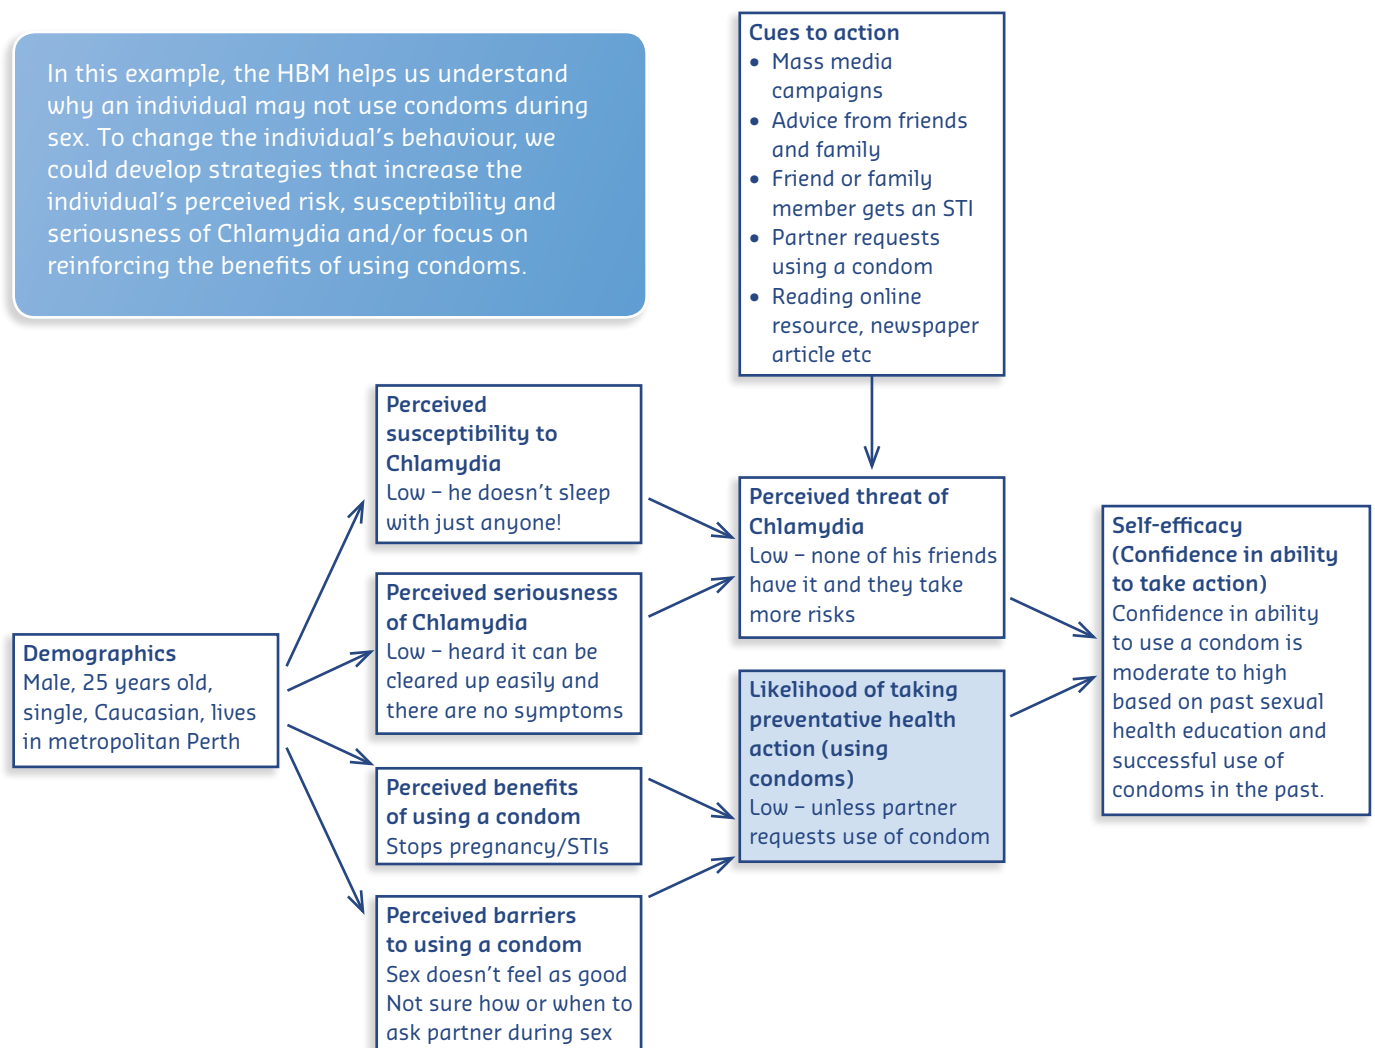 In this example, the HBM helps us understand
why an individual may not use condoms during
sex. To change the individual's behaviour, we
could develop strategies that increase the
individual's perceived risk, susceptibility and
seriousness of Chlamydia and/or focus on
reinforcing the benefits of using condoms.
Cues to action
• Mass media
campaigns
• Advice from friends
and family
• Friend or family
member gets an STI
• Partner requests
using a condom
• Reading online
resource, newspaper
article etc
Demographics
Male, 25 years old,
single, Caucasian, lives
in metropolitan Perth
Perceived
susceptibility to
Chlamydia
Low – he doesn't sleep
with just anyone!
Perceived seriousness
of Chlamydia
Low – heard it can be
cleared up easily and
there are no symptoms
Perceived benefits
of using a condom
Stops pregnancy/STIs
Perceived barriers
to using a condom
Sex doesn't feel as good
Not sure how or when to
ask partner during sex
Perceived threat of
Chlamydia
Low – none of his friends
have it and they take
more risks
Likelihood of taking
preventative health
action (using
condoms)
Low – unless partner
requests use of condom
Self-efficacy
(Confidence in ability
to take action)
Confidence in ability
to use a condom is
moderate to high
based on past sexual
health education and
successful use of
condoms in the past.